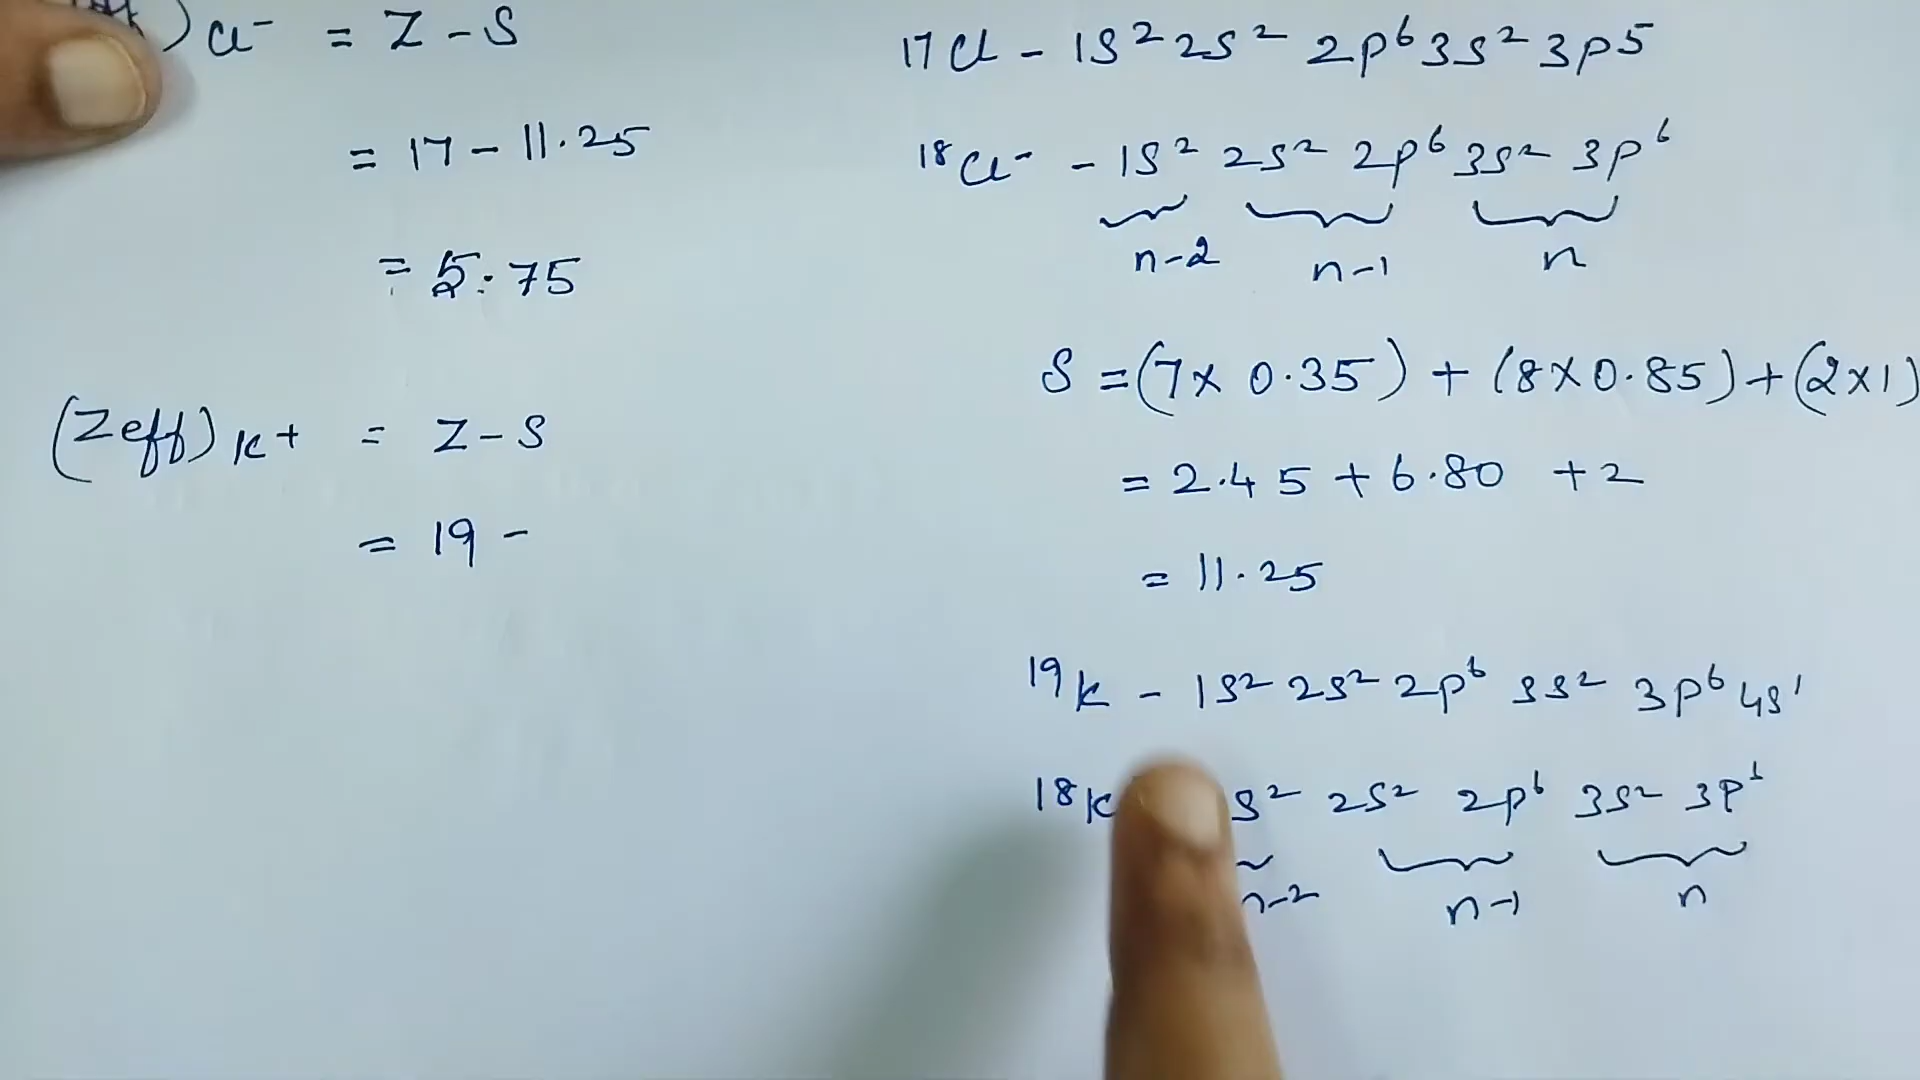 Cl⁻ = Z - S
= 17 - 11.25
= 5.75
(Zeff) K+ = Z - S
= 19 -
17Cl - 1S² 2S² 2p⁶ 3s² 3p⁵
18Cl⁻ - 1S² 2s² 2p⁶ 3s² 3p⁶
n-2 n-1 n
S = (7 x 0.35) + (8 x 0.85) + (2 x 1)
= 2.45 + 6.80 + 2
= 11.25
19K - 1S² 2s² 2p⁶ 3s² 3p⁶ 4s¹
18K s² 2s² 2p⁶ 3s² 3p⁶
n-2 n-1 n